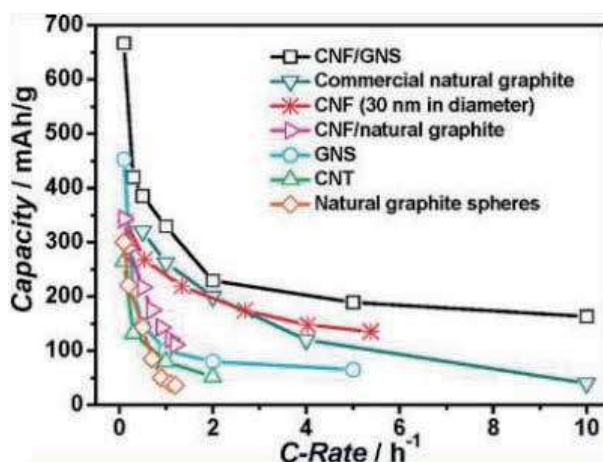 700
600
500
400
300
200
100
0
Capacity / mAh/g
CNF/GNS
Commercial natural graphite
CNF (30 nm in diameter)
CNF/natural graphite
GNS
CNT
Natural graphite spheres
0 2 4 6 8 10
C-Rate / h⁻¹